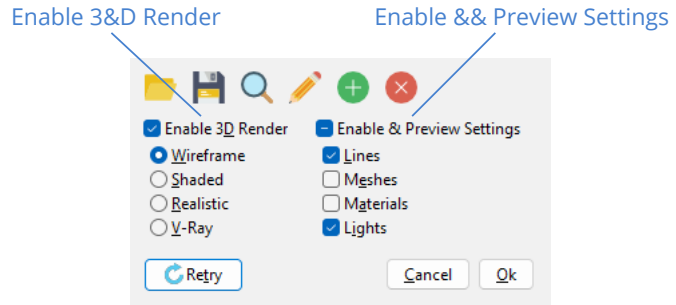 Enable 3&D Render
Enable && Preview Settings
Enable 3D Render
Enable & Preview Settings
Wireframe
Lines
Shaded
Meshes
Realistic
Materials
V-Ray
Lights
Retry
Cancel
Ok